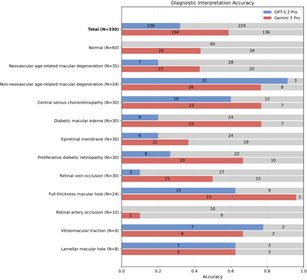 Diagnostic Interpretation Accuracy
GPT-5.2 Pro
Gemini 3 Pro
Total (N=330)
106 224
194 136
Normal (N=60)
60
26 34
Neovascular age-related macular degeneration (N=35)
7 28
15 20
Non-neovascular age-related macular degeneration (N=34)
31 3
26 8
Central serous chorioretinopathy (N=30)
18 12
23 7
Diabetic macular edema (N=30)
6 24
23 7
Epiretinal membrane (N=30)
6 24
11 19
Proliferative diabetic retinopathy (N=30)
8 22
20 10
Retinal vein occlusion (N=30)
3 27
15 15
Full-thickness macular hole (N=24)
15 9
23 1
Retinal artery occlusion (N=10)
10
1 9
Vitreomacular traction (N=9)
7 2
6 3
Lamellar macular hole (N=8)
5 3
5 3
0.0 0.2 0.4 0.6 0.8 1.0
Accuracy